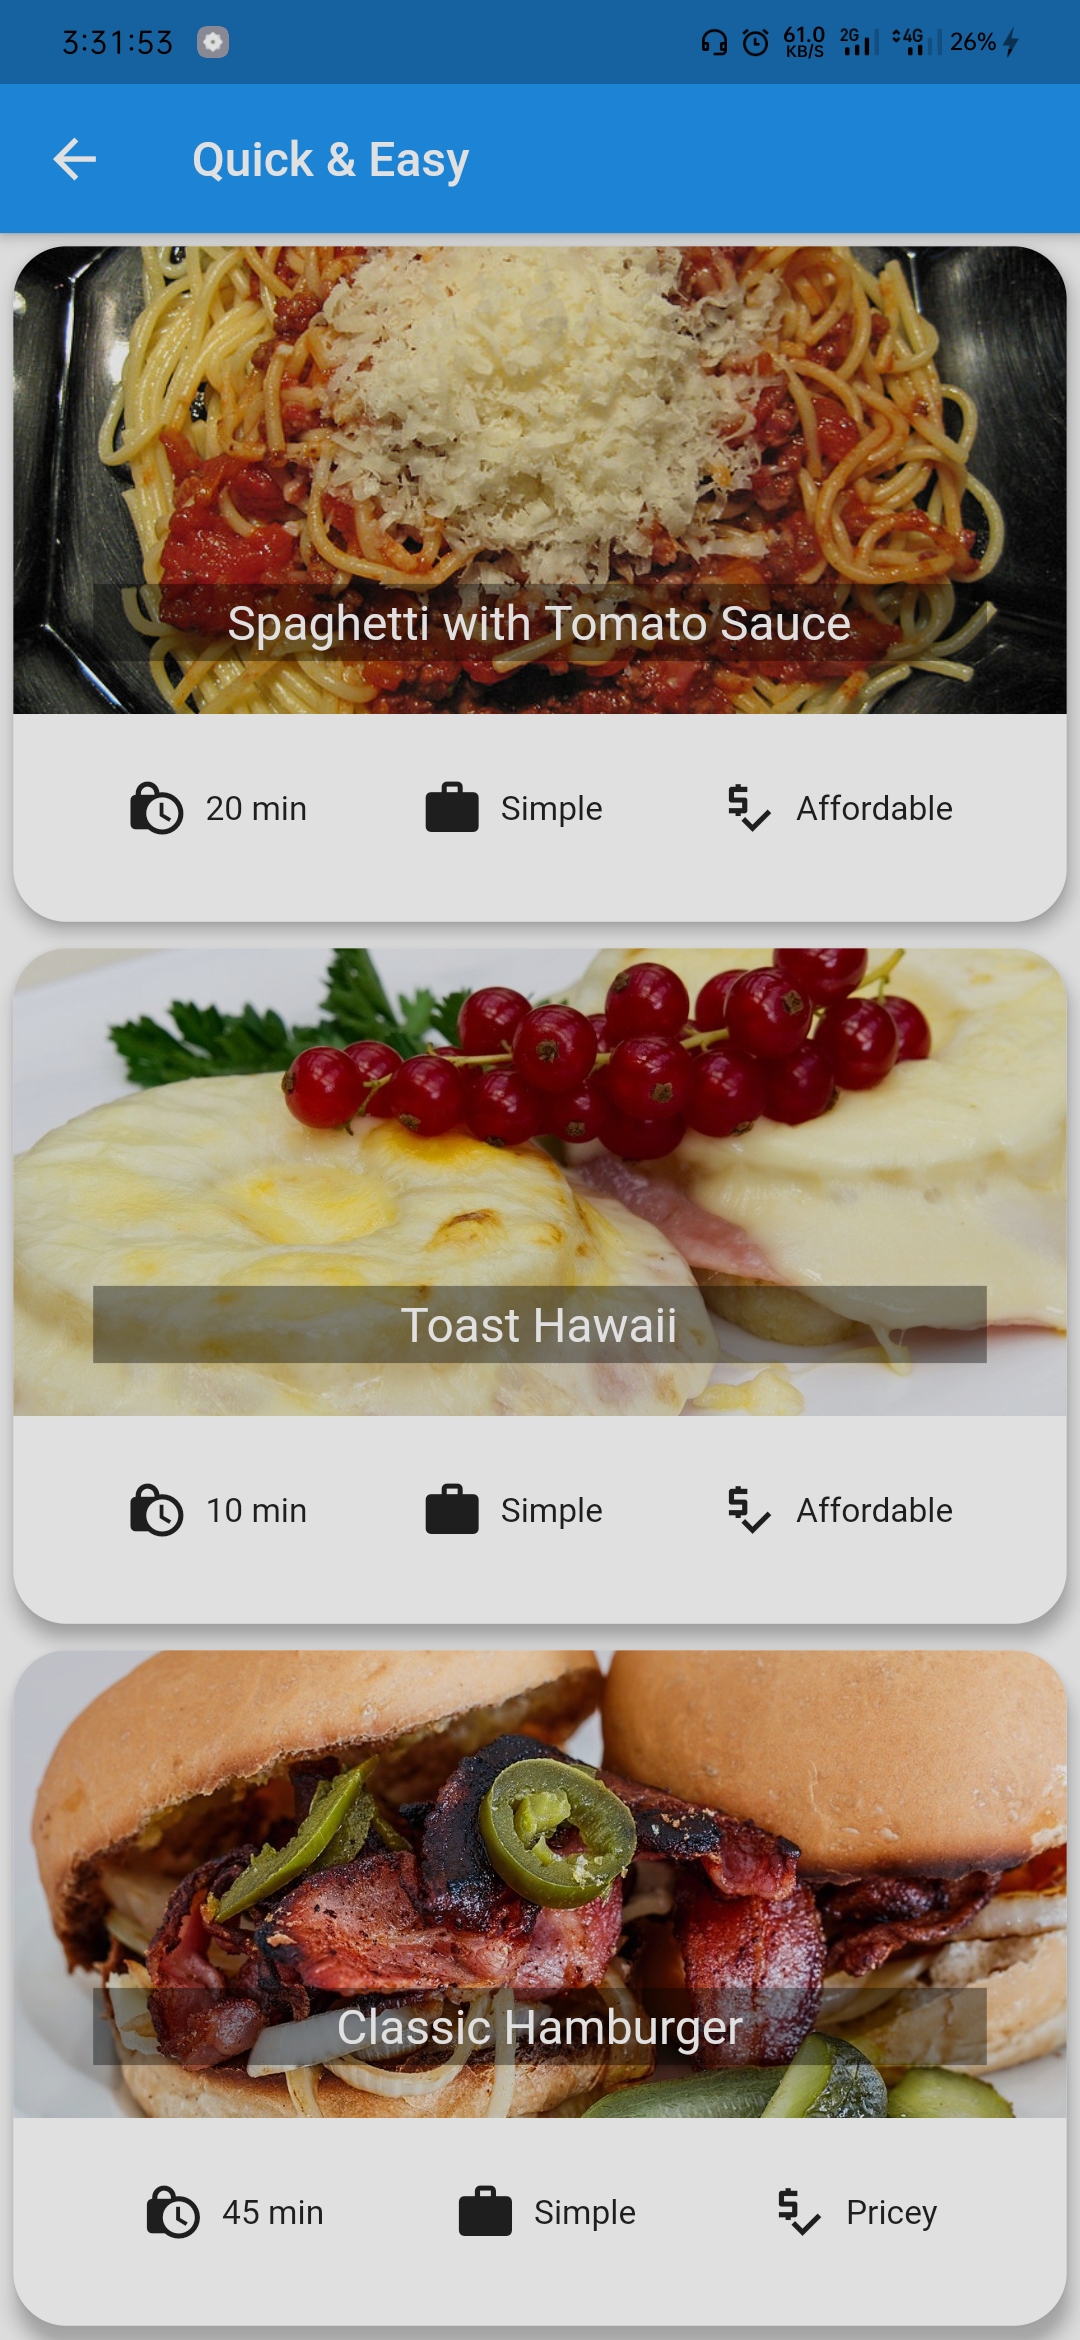 3:31:53 61.0 KB/S 2G 4G 26%
Quick & Easy
Spaghetti with Tomato Sauce
20 min Simple Affordable
Toast Hawaii
10 min Simple Affordable
Classic Hamburger
45 min Simple Pricey